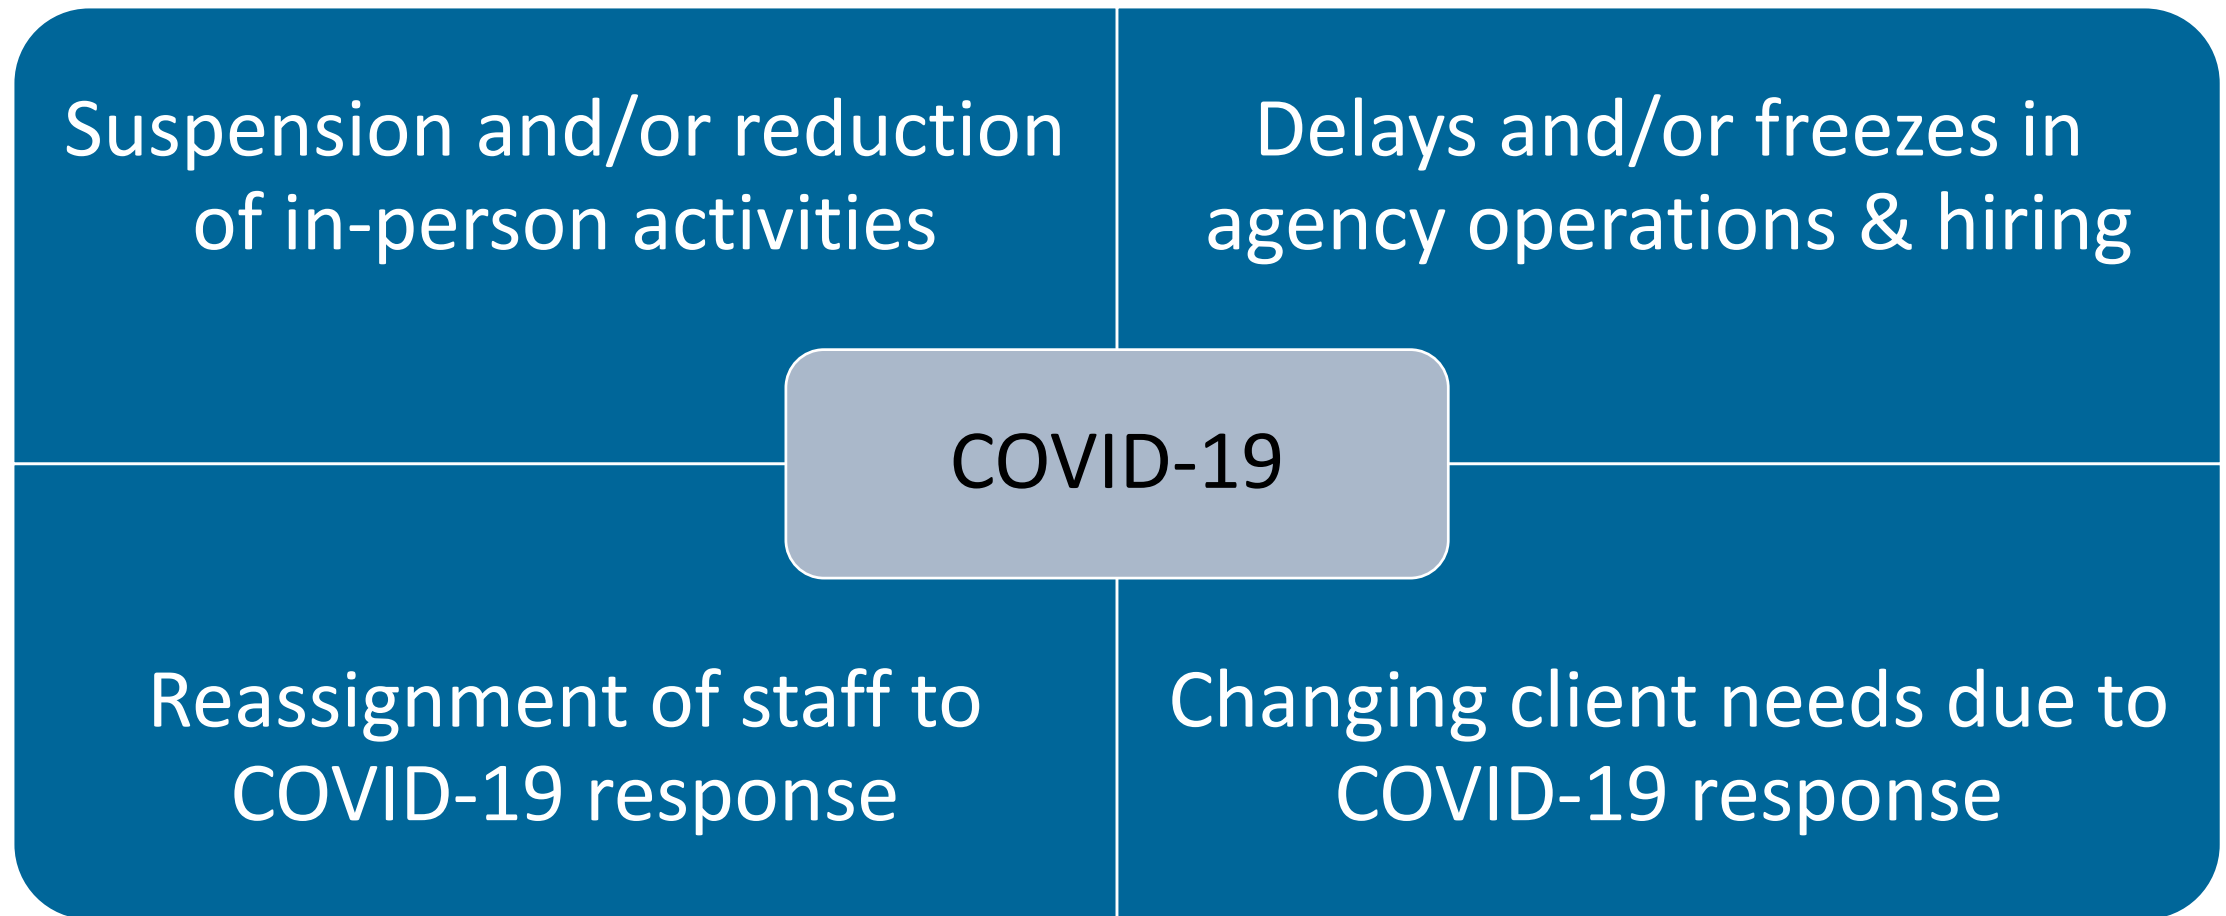 Suspension and/or reduction
of in-person activities
Delays and/or freezes in
agency operations & hiring
COVID-19
Reassignment of staff to
COVID-19 response
Changing client needs due to
COVID-19 response